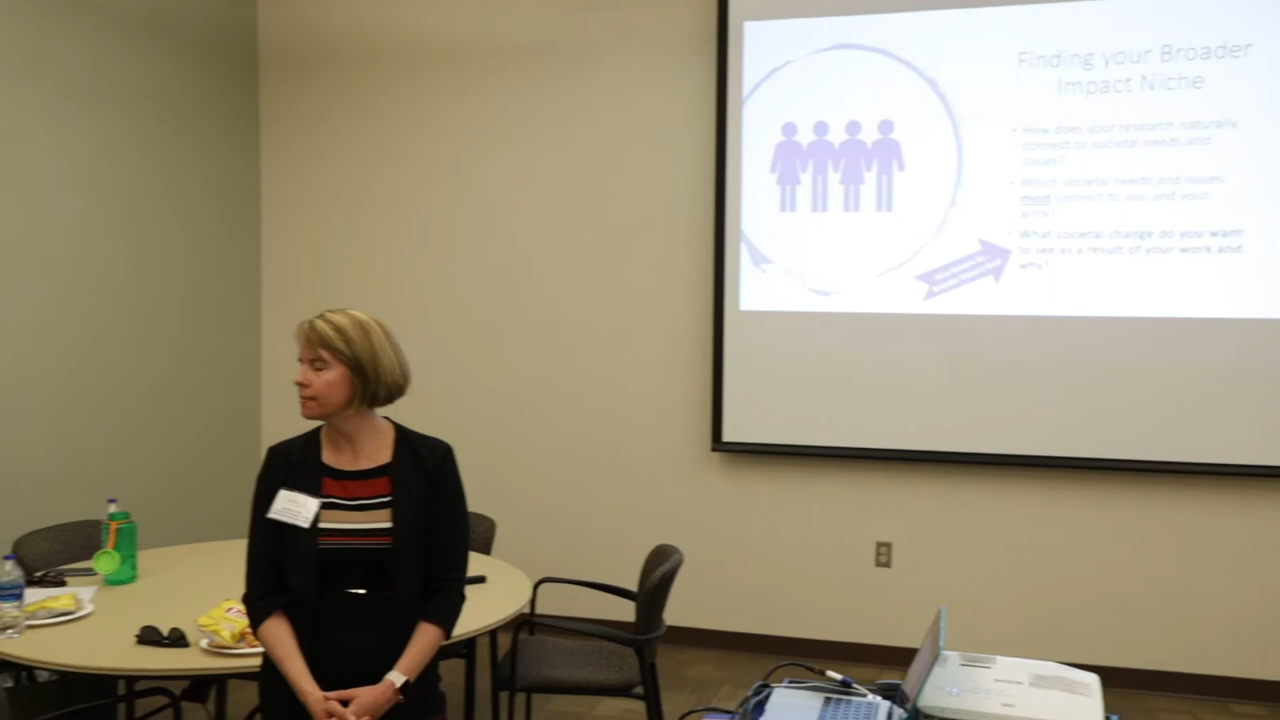 Finding your Broader
Impact Niche
• How does your research naturally
connect to societal needs and
issues?
• Which societal needs and issues
most connect to you and your
work?
• What societal change do you want
to see as a result of your work and
why?